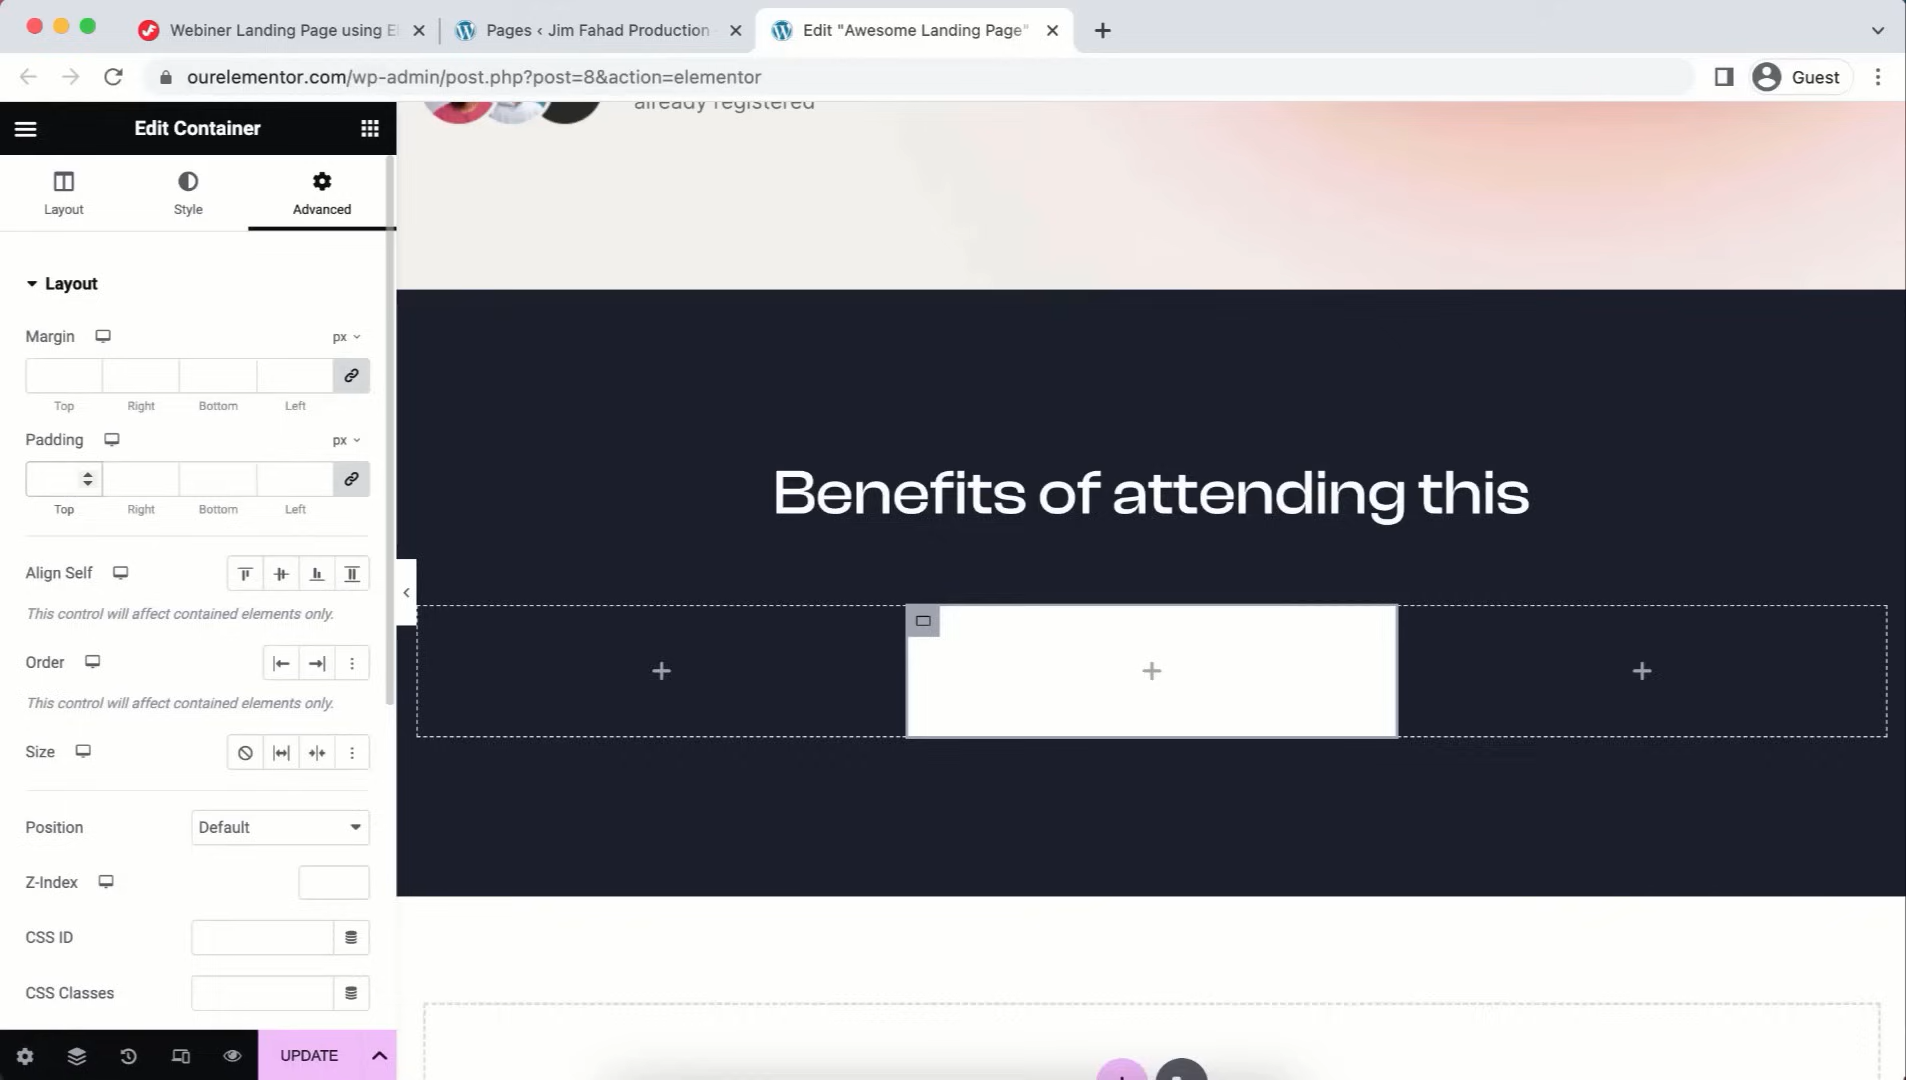 Webiner Landing Page using El
Pages ‹ Jim Fahad Production
Edit "Awesome Landing Page"
ourelementor.com/wp-admin/post.php?post=8&action=elementor
Guest
Edit Container
already registered
Layout
Style
Advanced
Layout
Margin
px
Top
Right
Bottom
Left
Padding
px
Top
Right
Bottom
Left
Benefits of attending this
Align Self
This control will affect contained elements only.
Order
This control will affect contained elements only.
Size
Position
Default
Z-Index
CSS ID
CSS Classes
UPDATE